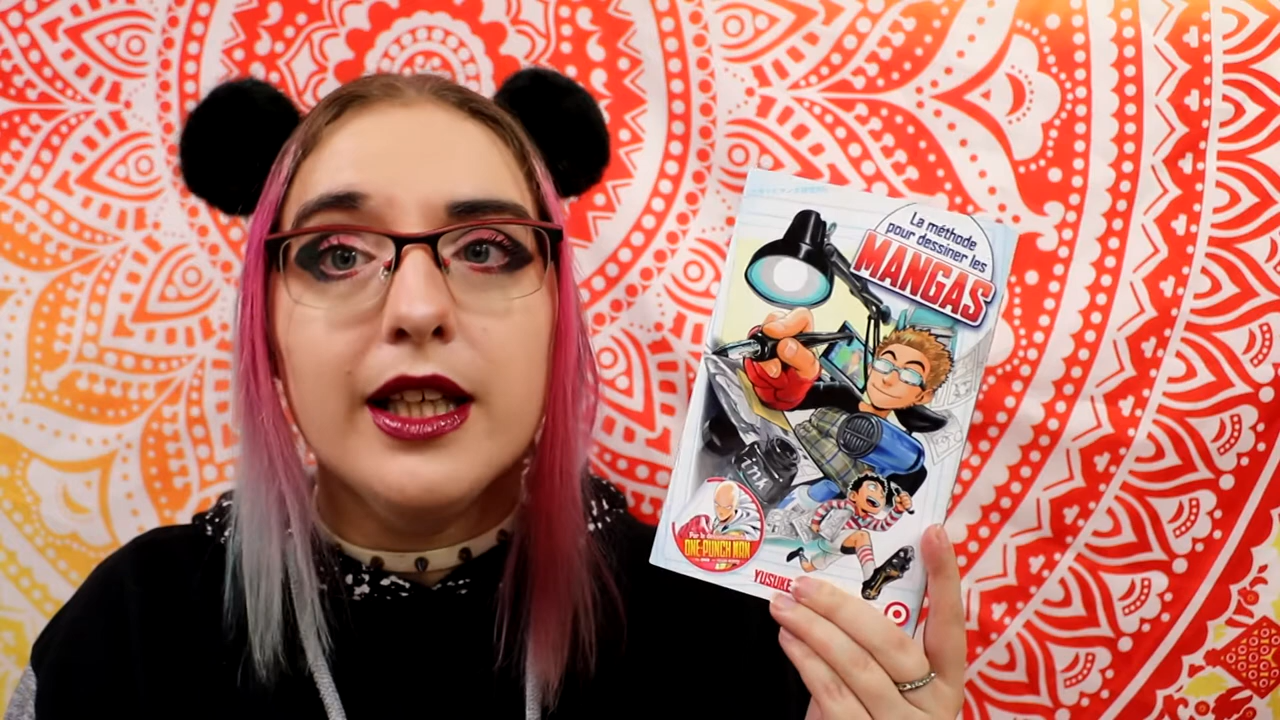 La méthode
pour dessiner les
MANGAS
ink
ONE-PUNCH MAN
YUSUKE